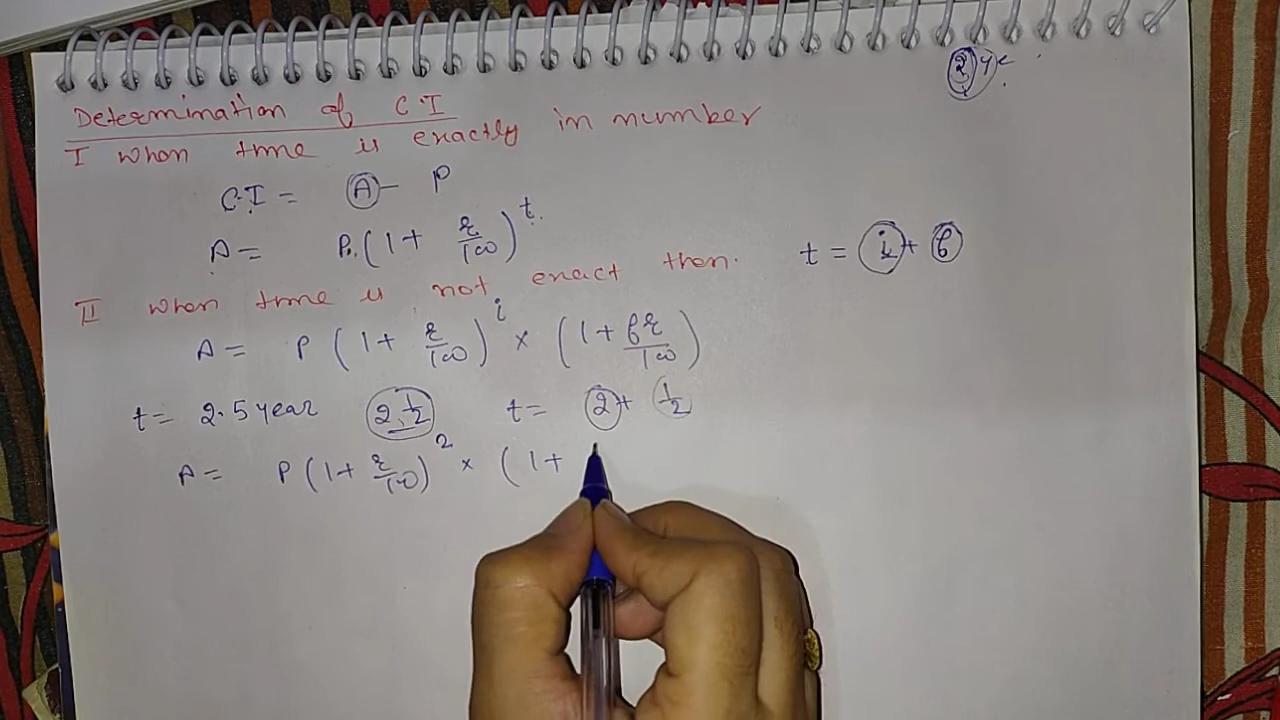 2 yr
Determination of C.I
I when time is exactly in number
C.I = A - P
A = P.(1+ r/100)^t.
t = i + f
II when time is not exact then.
A = P (1+ r/100)^i × (1+ fr/100)
t = 2.5 year 2,1/2 t = 2+ 1/2
A = P(1+ r/100)^2 × (1+